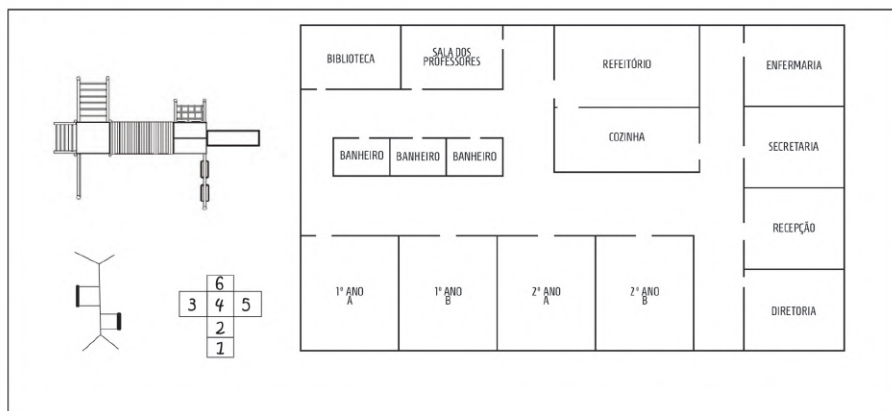 BIBLIOTECA
SALA DOS
PROFESSORES
REFEITÓRIO
ENFERMARIA
COZINHA
SECRETARIA
BANHEIRO
BANHEIRO
BANHEIRO
RECEPÇÃO
1º ANO
A
1º ANO
B
2º ANO
A
2º ANO
B
DIRETORIA
6
3 4 5
2
1